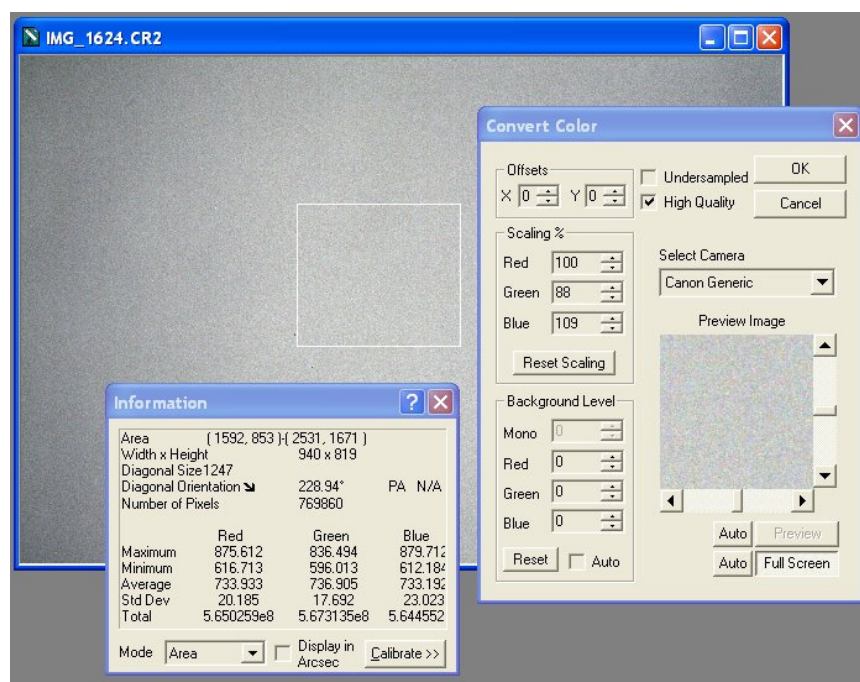 IMG_1624.CR2
Convert Color
Offsets
X 0 Y 0
Undersampled
High Quality
OK
Cancel
Scaling %
Red 100
Green 88
Blue 109
Reset Scaling
Select Camera
Canon Generic
Preview Image
Background Level
Mono 0
Red 0
Green 0
Blue 0
Reset Auto
Auto Preview
Auto Full Screen
Information
Area ( 1592, 853 )-( 2531, 1671 )
Width x Height 940 x 819
Diagonal Size1247
Diagonal Orientation 228.94° PA N/A
Number of Pixels 769860
Red Green Blue
Maximum 875.612 836.494 879.712
Minimum 616.713 596.013 612.184
Average 733.933 736.905 733.192
Std Dev 20.185 17.692 23.023
Total 5.650259e8 5.673135e8 5.644552
Mode Area Display in Arcsec Calibrate >>